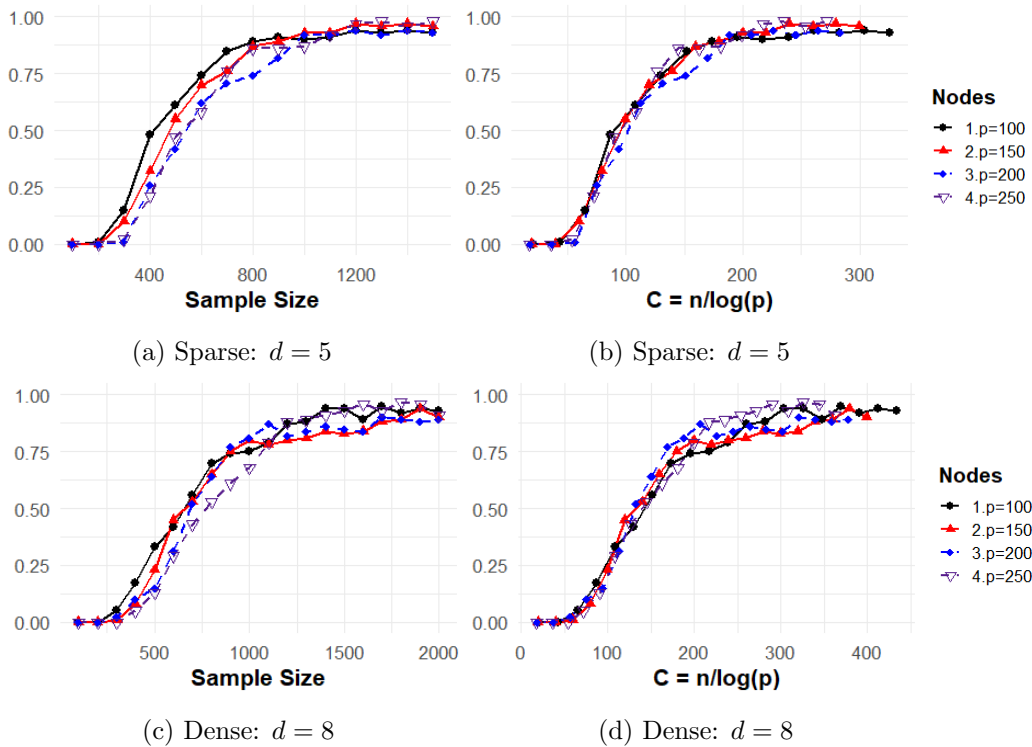 1.00
0.75
0.50
0.25
0.00
400 800 1200
Sample Size
(a) Sparse: d = 5
1.00
0.75
0.50
0.25
0.00
100 200 300
C = n/log(p)
(b) Sparse: d = 5
Nodes
1.p=100
2.p=150
3.p=200
4.p=250
1.00
0.75
0.50
0.25
0.00
500 1000 1500 2000
Sample Size
(c) Dense: d = 8
1.00
0.75
0.50
0.25
0.00
0 100 200 300 400
C = n/log(p)
(d) Dense: d = 8
Nodes
1.p=100
2.p=150
3.p=200
4.p=250